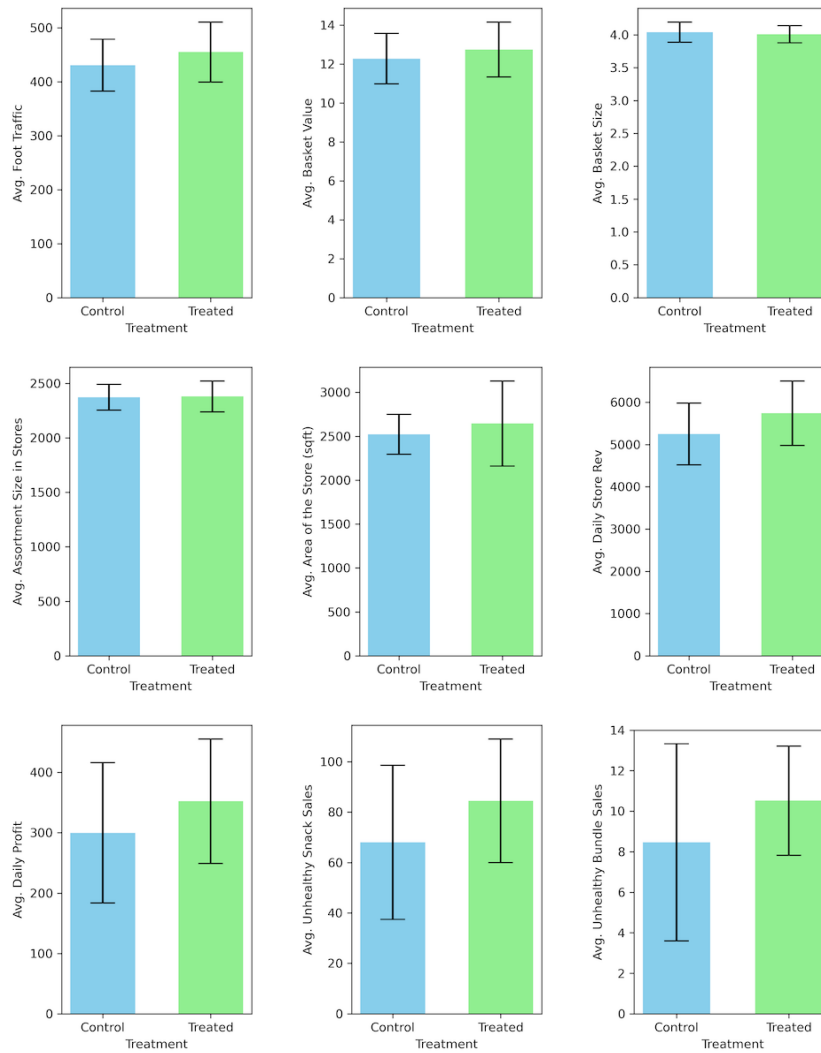 Avg. Foot Traffic
500
400
300
200
100
0
Control Treated
Treatment
Avg. Basket Value
14
12
10
8
6
4
2
0
Control Treated
Treatment
Avg. Basket Size
4.0
3.5
3.0
2.5
2.0
1.5
1.0
0.5
0.0
Control Treated
Treatment
Avg. Assortment Size in Stores
2500
2000
1500
1000
500
0
Control Treated
Treatment
Avg. Area of the Store (sqft)
3000
2500
2000
1500
1000
500
0
Control Treated
Treatment
Avg. Daily Store Rev
6000
5000
4000
3000
2000
1000
0
Control Treated
Treatment
Avg. Daily Profit
400
300
200
100
0
Control Treated
Treatment
Avg. Unhealthy Snack Sales
100
80
60
40
20
0
Control Treated
Treatment
Avg. Unhealthy Bundle Sales
14
12
10
8
6
4
2
0
Control Treated
Treatment